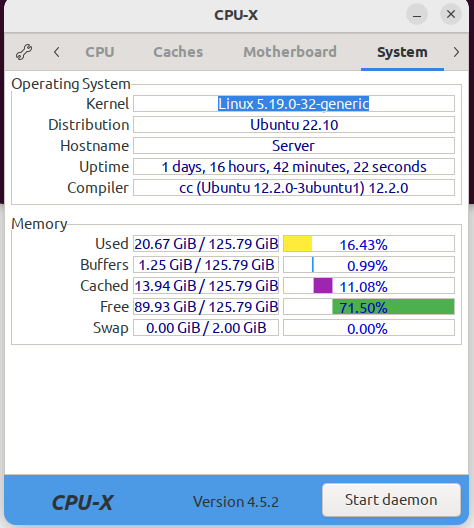 CPU-X
CPU Caches Motherboard System
Operating System
Kernel Linux 5.19.0-32-generic
Distribution Ubuntu 22.10
Hostname Server
Uptime 1 days, 16 hours, 42 minutes, 22 seconds
Compiler cc (Ubuntu 12.2.0-3ubuntu1) 12.2.0
Memory
Used 20.67 GiB / 125.79 GiB 16.43%
Buffers 1.25 GiB / 125.79 GiB 0.99%
Cached 13.94 GiB / 125.79 GiB 11.08%
Free 89.93 GiB / 125.79 GiB 71.50%
Swap 0.00 GiB / 2.00 GiB 0.00%
CPU-X Version 4.5.2 Start daemon